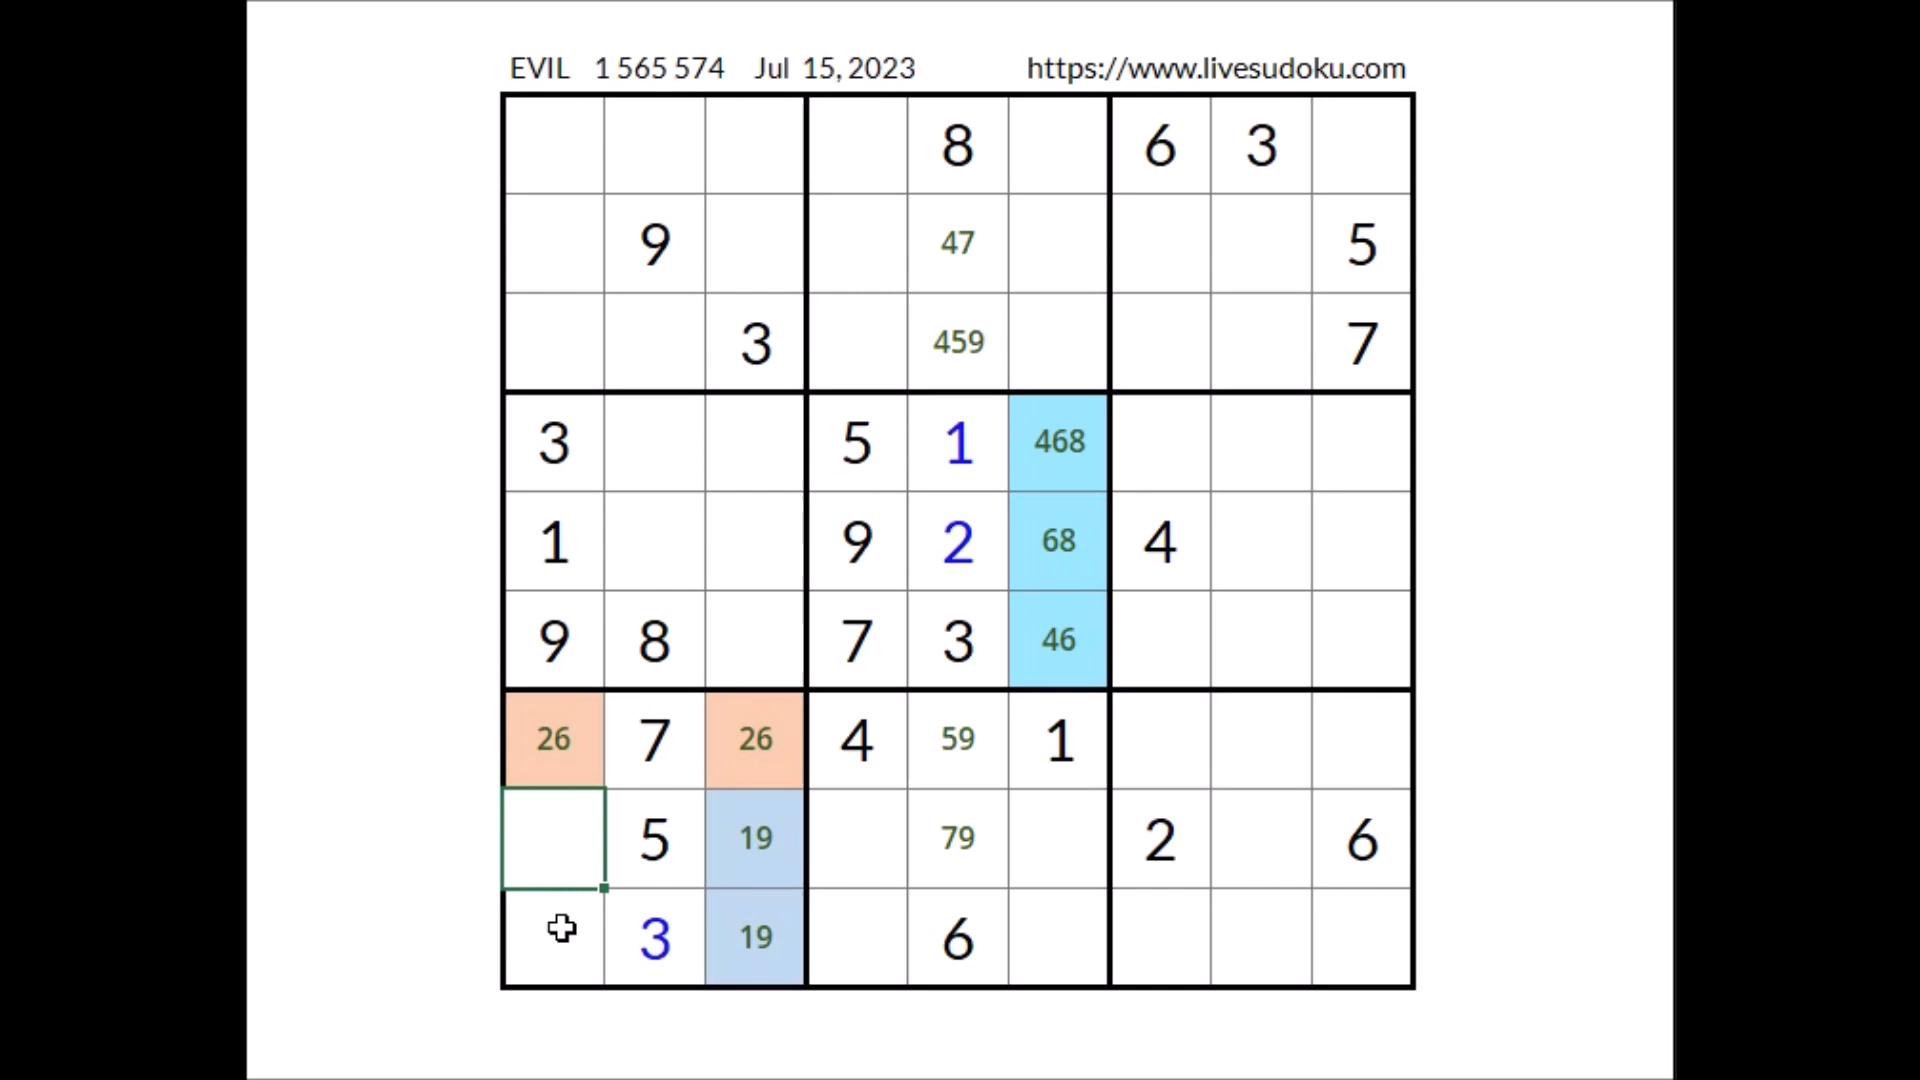 EVIL 1 565 574 Jul 15, 2023 https://www.livesudoku.com
8 6 3
9 47 5
3 459 7
3 5 1 468
1 9 2 68 4
9 8 7 3 46
26 7 26 4 59 1
5 19 79 2 6
3 19 6